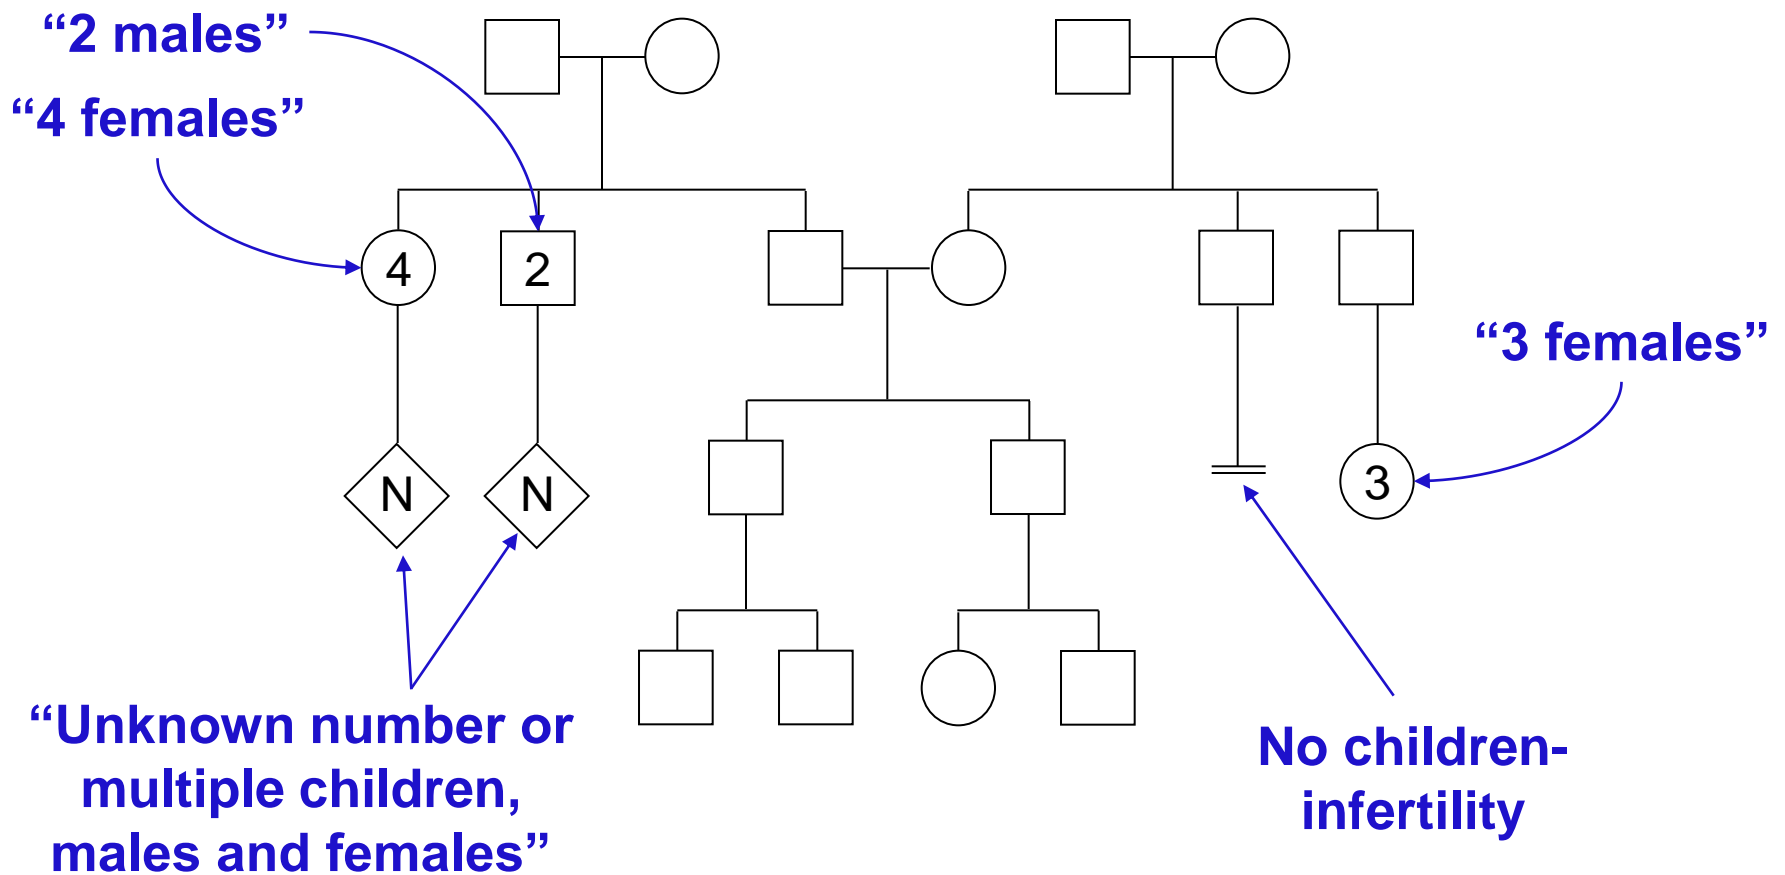 “2 males”
“4 females”
4
2
“3 females”
N
N
3
“Unknown number or
multiple children,
males and females”
No children-
infertility